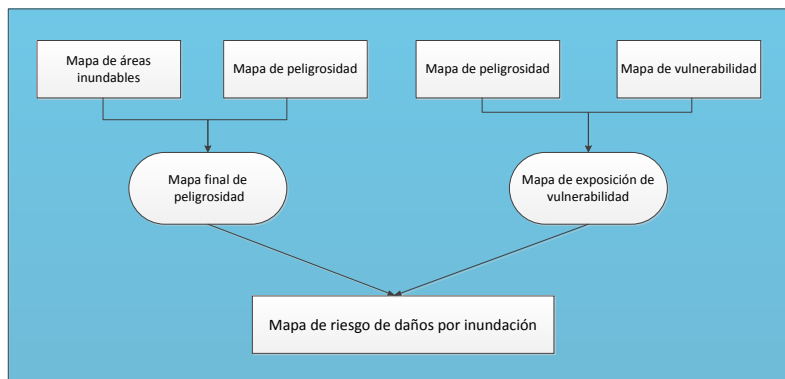 Mapa de áreas
inundables
Mapa de peligrosidad
Mapa de peligrosidad
Mapa de vulnerabilidad
Mapa final de
peligrosidad
Mapa de exposición de
vulnerabilidad
Mapa de riesgo de daños por inundación